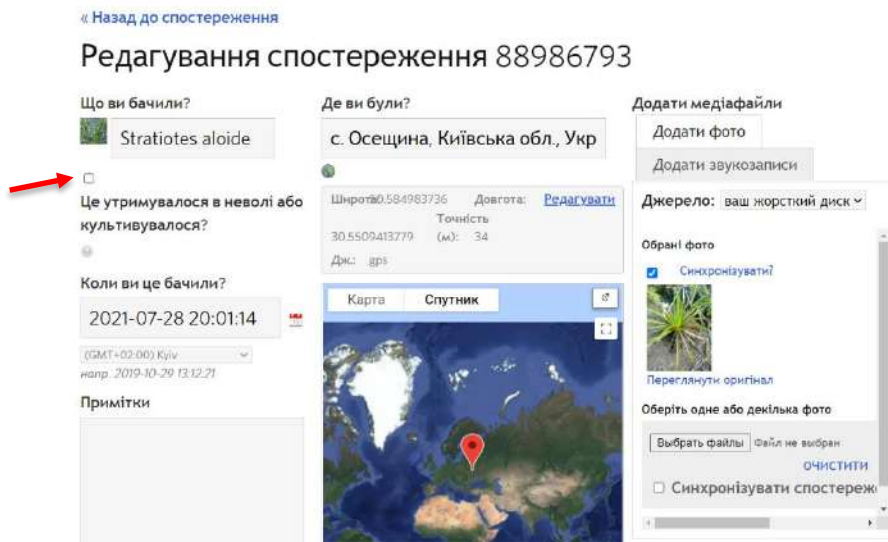 « Назад до спостереження
Редагування спостереження 88986793
Що ви бачили?
Stratiotes aloide
Це утримувалося в неволі або
культивувалося?
Коли ви це бачили?
2021-07-28 20:01:14
(GMT+02:00) Kyiv
напр. 2019-10-29 13:12:21
Примітки
Де ви були?
с. Осещина, Київська обл., Укр
Широта: 50.584983736 Довгота: Редагувати
Точність
30.5509413779 (м): 34
Дж.: gps
Карта Супутник
Додати медіафайли
Додати фото
Додати звукозаписи
Джерело: ваш жорсткий диск
Обрані фото
Синхронізувати?
Переглянути оригінал
Оберіть одне або декілька фото
Выбрать файлы Файл не выбран
ОЧИСТИТИ
Синхронізувати спостереж